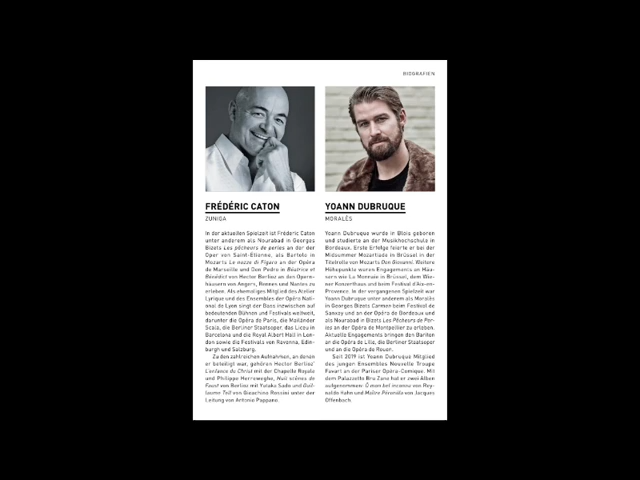 BIOGRAFIEN
FRÉDÉRIC CATON
ZUNIGA
In der aktuellen Spielzeit ist Frédéric Caton
unter anderem als Nourabad in Georges
Bizets Les pêcheurs de perles an der
Oper von Saint-Etienne, als Bartolo in
Mozarts Le nozze di Figaro an der Opéra
de Marseille und Don Pedro in Béatrice et
Bénédict von Hector Berlioz an den Opern-
häusern von Angers, Rennes und Nantes zu
erleben. Als ehemaliges Mitglied des Atelier
Lyrique und des Ensembles der Opéra Natio-
nal de Lyon singt der Bass inzwischen auf
bedeutenden Bühnen und Festivals weltweit,
darunter die Opéra de Paris, die Mailänder
Scala, die Berliner Staatsoper, das Liceu in
Barcelona und die Royal Albert Hall in Lon-
don sowie die Festivals von Ravenna, Edin-
burgh und Salzburg.
Zu den zahlreichen Aufnahmen, an denen
er beteiligt war, gehören Hector Berlioz'
L'enfance du Christ mit der Chapelle Royale
und Philippe Herreweghe, Huit scènes de
Faust von Berlioz mit Yutaka Sado und Guil-
laume Tell von Gioachino Rossini unter der
Leitung von Antonio Pappano.
YOANN DUBRUQUE
MORALÈS
Yoann Dubruque wurde in Blois geboren
und studierte an der Musikhochschule in
Bordeaux. Erste Erfolge feierte er bei der
Midsummer Mozartiade in Brüssel in der
Titelrolle von Mozarts Don Giovanni. Weitere
Höhepunkte waren Engagements an Häu-
sern wie La Monnaie in Brüssel, dem Wie-
ner Konzerthaus und beim Festival d'Aix-en-
Provence. In der vergangenen Spielzeit war
Yoann Dubruque unter anderem als Moralès
in Georges Bizets Carmen beim Festival de
Sanxay und an der Opéra de Bordeaux und
als Nourabad in Bizets Les Pêcheurs de Per-
les an der Opéra de Montpellier zu erleben.
Aktuelle Engagements bringen den Bariton
an die Opéra de Lille, die Berliner Staatsoper
und an die Opéra de Rouen.
Seit 2019 ist Yoann Dubruque Mitglied
des jungen Ensembles Nouvelle Troupe
Favart an der Pariser Opéra-Comique. Mit
dem Palazzetto Bru Zane hat er zwei Alben
aufgenommen: Ô mon bel inconnu von Rey-
naldo Hahn und Maître Péronilla von Jacques
Offenbach.